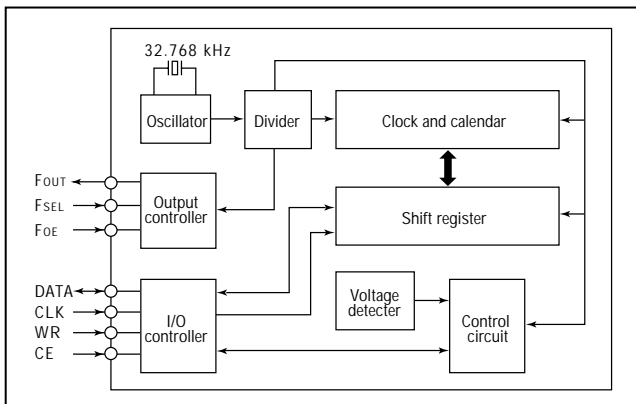 32.768 kHz
Oscillator
Divider
Clock and calendar
FOUT
FSEL
FOE
Output
controller
Shift register
DATA
CLK
WR
CE
I/O
controller
Voltage
detecter
Control
circuit